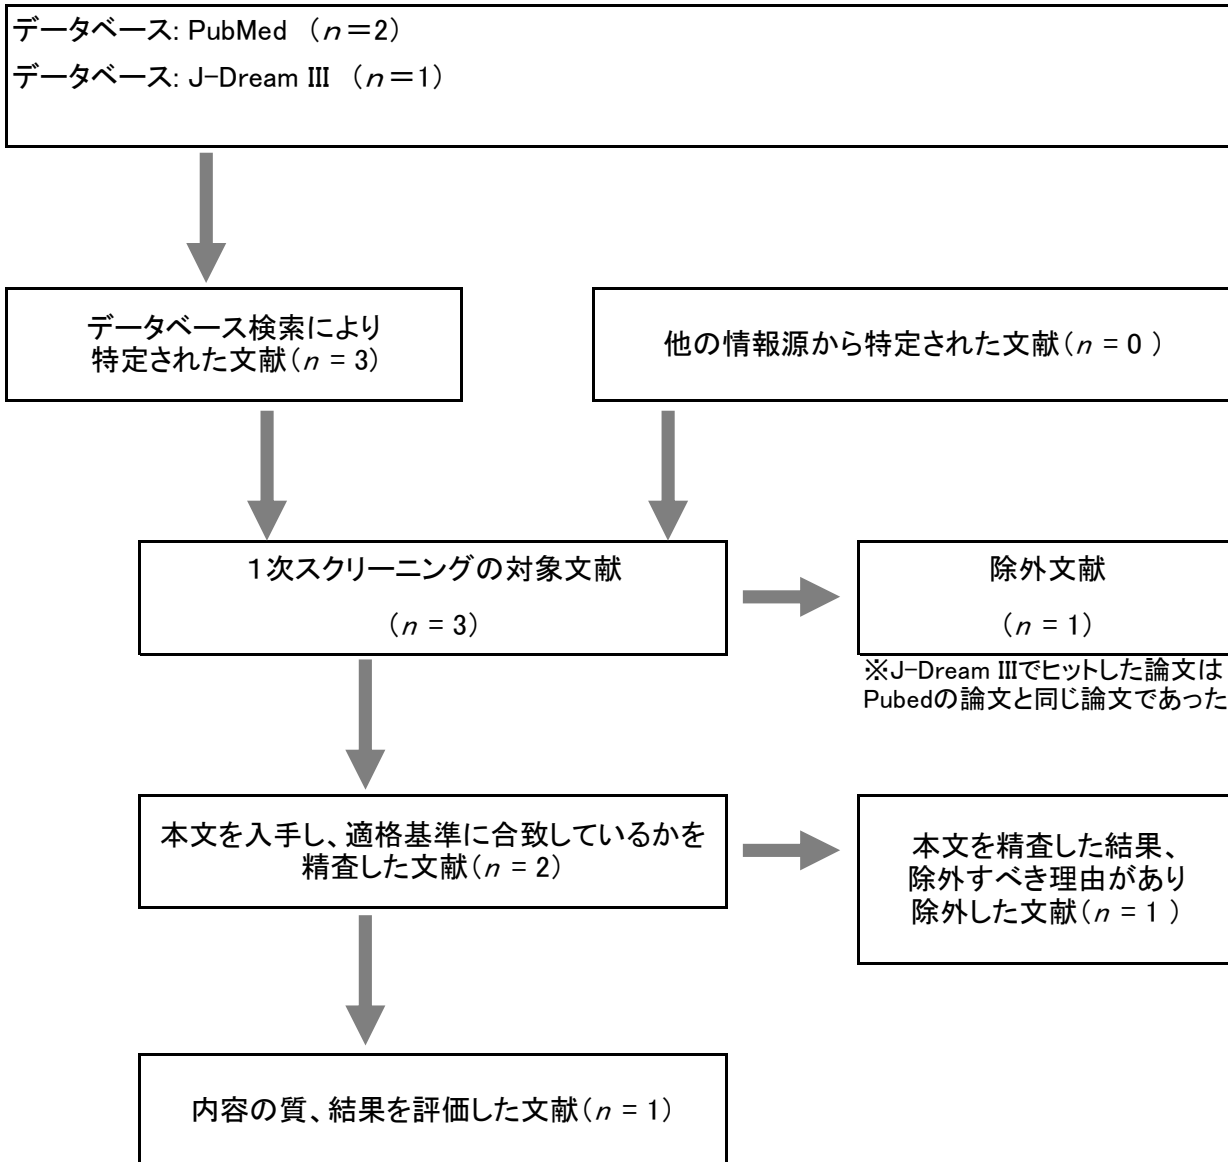 データベース: PubMed （n＝2）
データベース: J-Dream III （n＝1）
データベース検索により
特定された文献（n = 3）
他の情報源から特定された文献（n = 0 ）
１次スクリーニングの対象文献
（n = 3）
除外文献
（n = 1）
※J-Dream IIIでヒットした論文は
Pubedの論文と同じ論文であった
本文を入手し、適格基準に合致しているかを
精査した文献（n = 2）
本文を精査した結果、
除外すべき理由があり
除外した文献（n = 1 ）
内容の質、結果を評価した文献（n = 1）